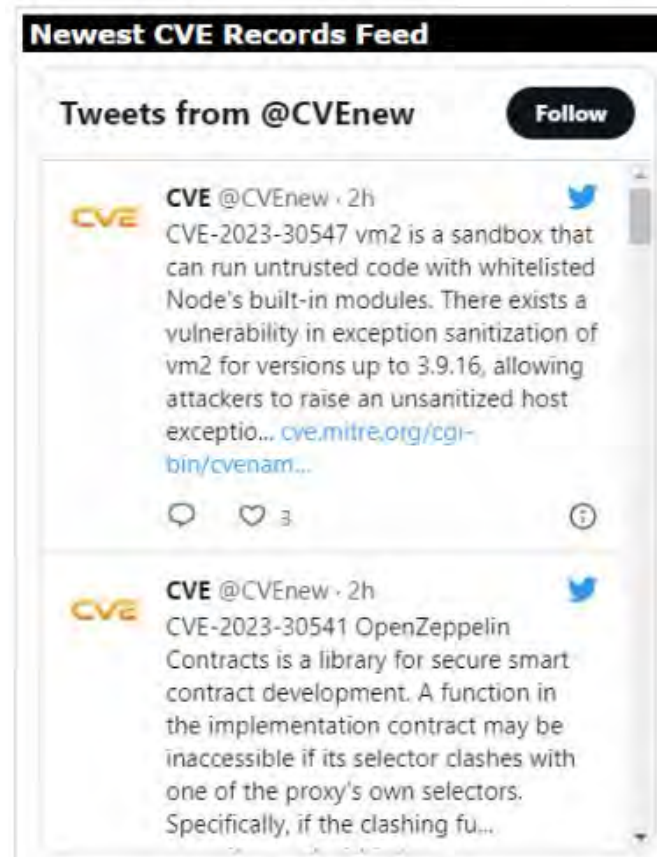 Newest CVE Records Feed
Tweets from @CVEnew
Follow
CVE
CVE @CVEnew · 2h
CVE-2023-30547 vm2 is a sandbox that
can run untrusted code with whitelisted
Node's built-in modules. There exists a
vulnerability in exception sanitization of
vm2 for versions up to 3.9.16, allowing
attackers to raise an unsanitized host
exceptio... cve.mitre.org/cgi-
bin/cvenam...
3
CVE
CVE @CVEnew · 2h
CVE-2023-30541 OpenZeppelin
Contracts is a library for secure smart
contract development. A function in
the implementation contract may be
inaccessible if its selector clashes with
one of the proxy's own selectors.
Specifically, if the clashing fu...